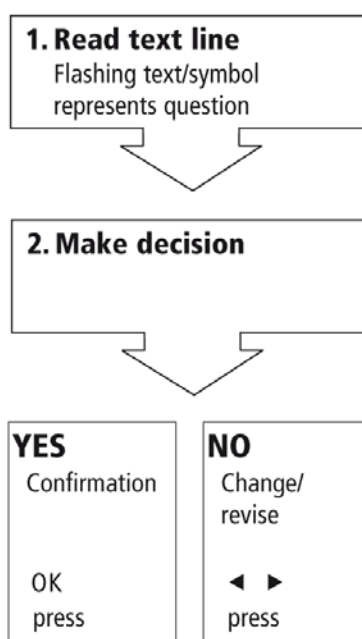 1. Read text line
Flashing text/symbol
represents question
2. Make decision
YES
Confirmation
OK
press
NO
Change/
revise
◄ ►
press